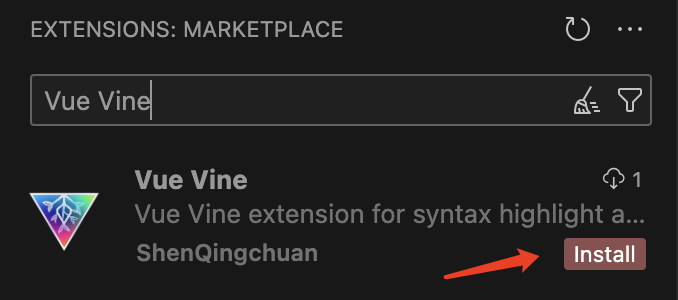 EXTENSIONS: MARKETPLACE
Vue Vine
Vue Vine 1
Vue Vine extension for syntax highlight a...
ShenQingchuan Install